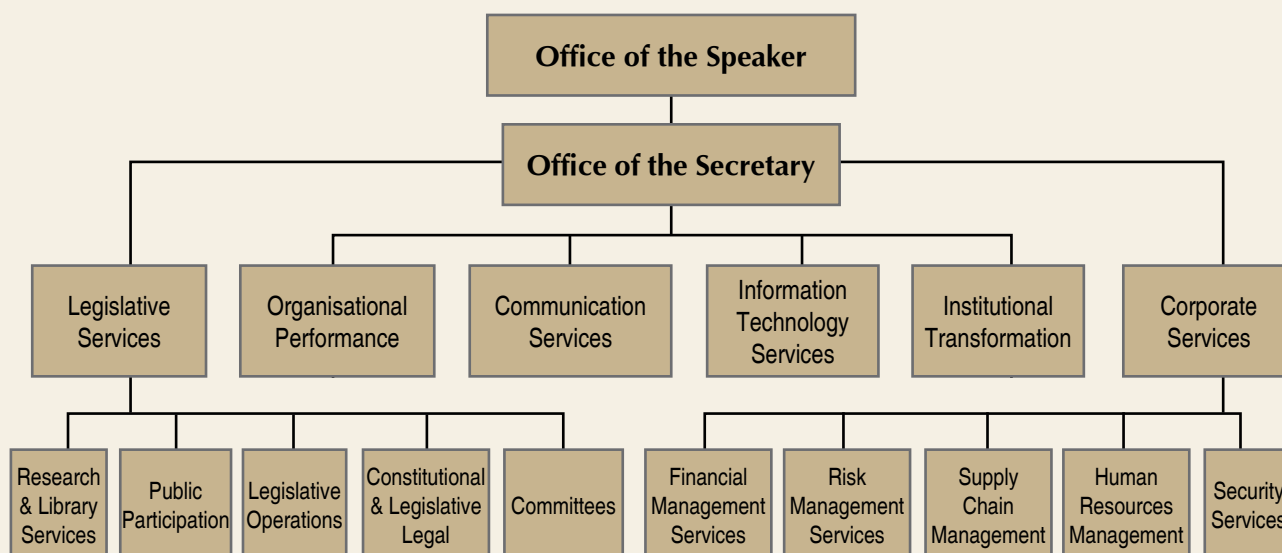 Office of the Speaker
Office of the Secretary
Legislative
Services
Organisational
Performance
Communication
Services
Information
Technology
Services
Institutional
Transformation
Corporate
Services
Research
& Library
Services
Public
Participation
Legislative
Operations
Constitutional
& Legislative
Legal
Committees
Financial
Management
Services
Risk
Management
Services
Supply
Chain
Management
Human
Resources
Management
Security
Services